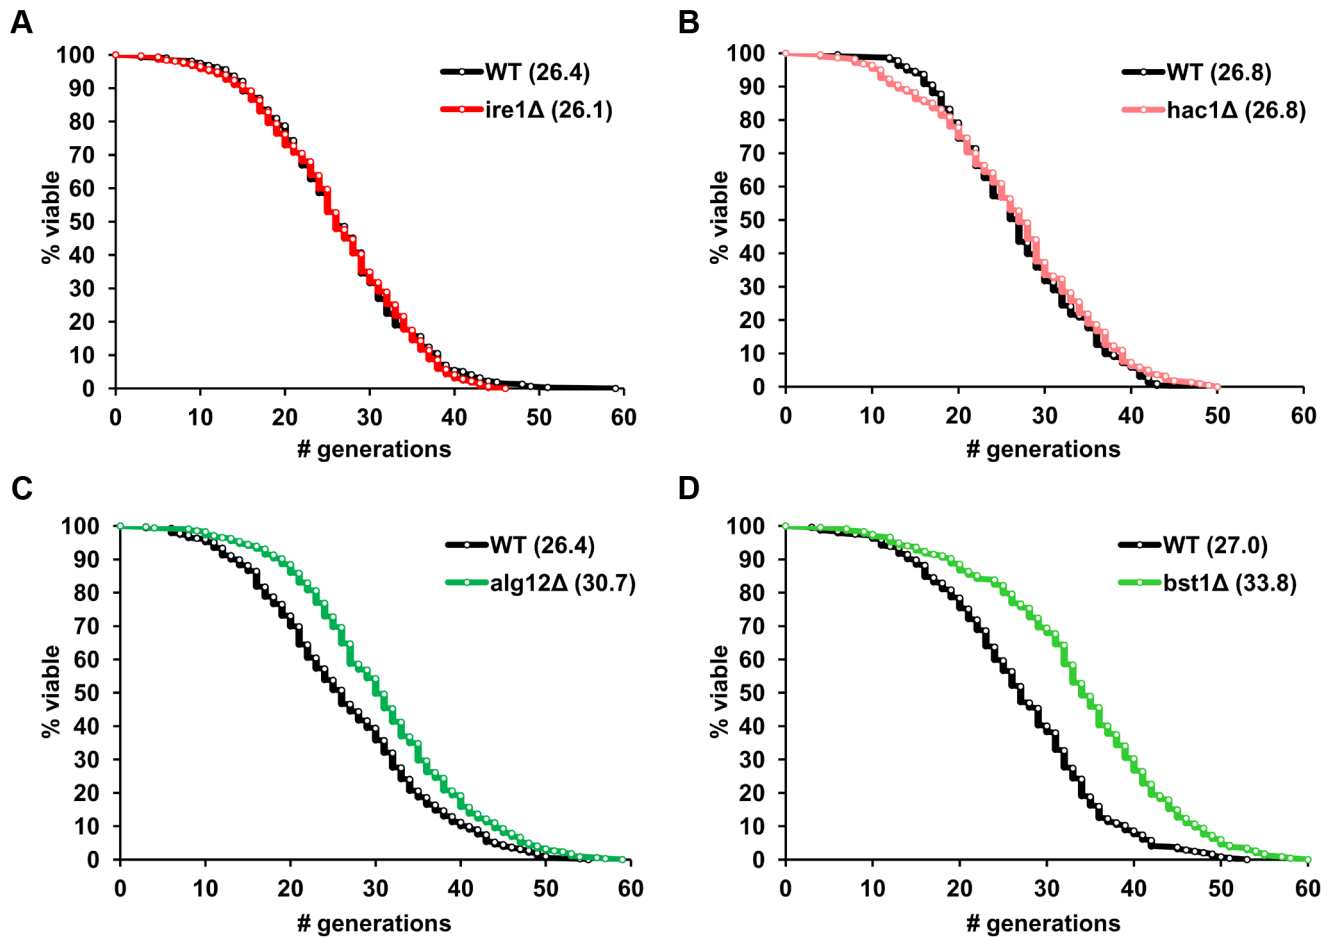 A
100
90
80
70
60
50
40
30
20
10
0
% viable
WT (26.4)
ire1Δ (26.1)
0 10 20 30 40 50 60
# generations
B
100
90
80
70
60
50
40
30
20
10
0
% viable
WT (26.8)
hac1Δ (26.8)
0 10 20 30 40 50 60
# generations
C
100
90
80
70
60
50
40
30
20
10
0
% viable
WT (26.4)
alg12Δ (30.7)
0 10 20 30 40 50 60
# generations
D
100
90
80
70
60
50
40
30
20
10
0
% viable
WT (27.0)
bst1Δ (33.8)
0 10 20 30 40 50 60
# generations